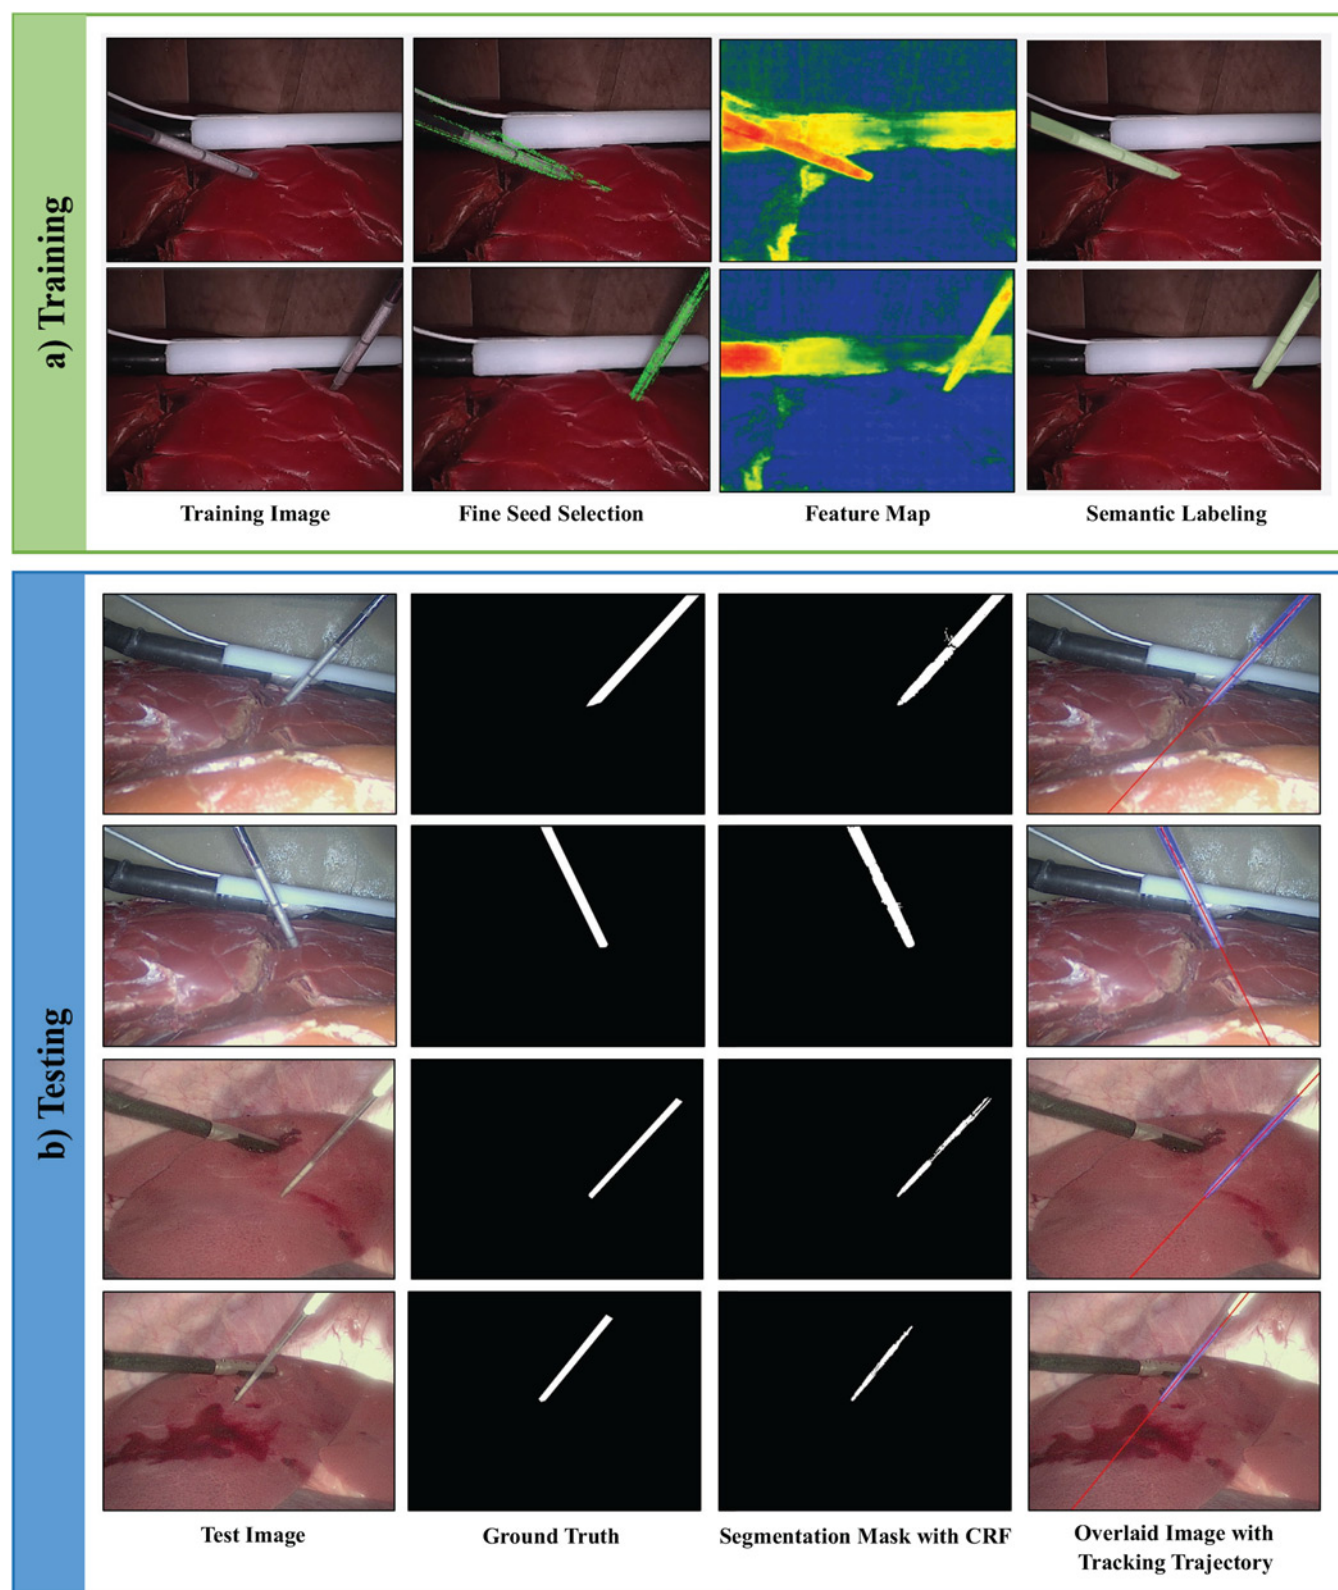 a) Training
Training Image
Fine Seed Selection
Feature Map
Semantic Labeling
b) Testing
Test Image
Ground Truth
Segmentation Mask with CRF
Overlaid Image with
Tracking Trajectory